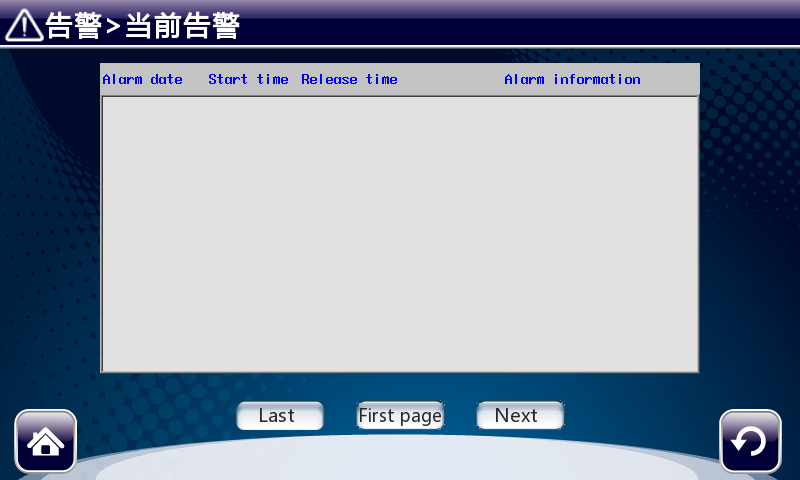 告警>当前告警
Alarm date Start time Release time Alarm information
Last First page Next